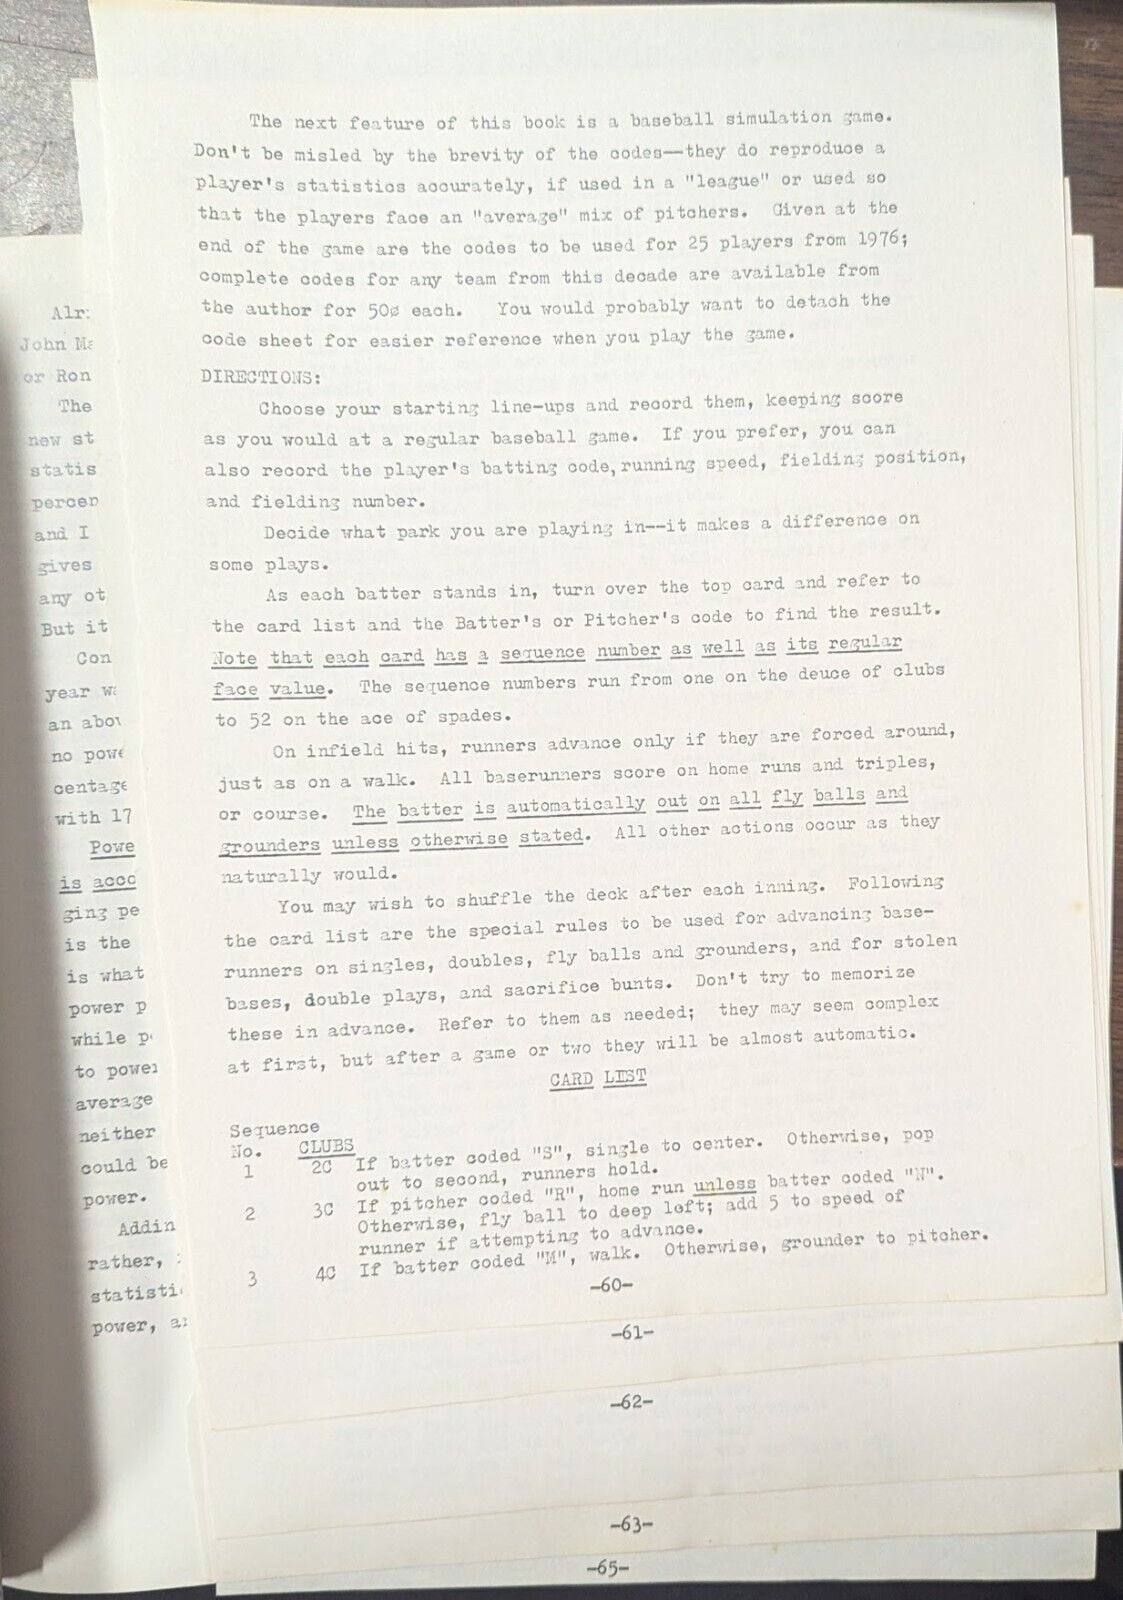 The next feature of this book is a baseball simulation game.
Don't be misled by the brevity of the codes--they do reproduce a
player's statistics accurately, if used in a "league" or used so
that the players face an "average" mix of pitchers. Given at the
end of the game are the codes to be used for 25 players from 1976;
complete codes for any team from this decade are available from
the author for 50¢ each. You would probably want to detach the
code sheet for easier reference when you play the game.
DIRECTIONS:
Choose your starting line-ups and record them, keeping score
as you would at a regular baseball game. If you prefer, you can
also record the player's batting code, running speed, fielding position,
and fielding number.
Decide what park you are playing in--it makes a difference on
some plays.
As each batter stands in, turn over the top card and refer to
the card list and the Batter's or Pitcher's code to find the result.
Note that each card has a sequence number as well as its regular
face value. The sequence numbers run from one on the deuce of clubs
to 52 on the ace of spades.
On infield hits, runners advance only if they are forced around,
just as on a walk. All baserunners score on home runs and triples,
or course. The batter is automatically out on all fly balls and
grounders unless otherwise stated. All other actions occur as they
naturally would.
You may wish to shuffle the deck after each inning. Following
the card list are the special rules to be used for advancing base-
runners on singles, doubles, fly balls and grounders, and for stolen
bases, double plays, and sacrifice bunts. Don't try to memorize
these in advance. Refer to them as needed; they may seem complex
at first, but after a game or two they will be almost automatic.
CARD LIST
Sequence
No. CLUBS
1 2C If batter coded "S", single to center. Otherwise, pop
out to second, runners hold.
2 3C If pitcher coded "R", home run unless batter coded "N".
Otherwise, fly ball to deep left; add 5 to speed of
runner if attempting to advance.
3 4C If batter coded "M", walk. Otherwise, grounder to pitcher.
-60-
-61-
-62-
-63-
-65-
John
or Ron
The
new st
statis
percen
and I
gives
any ot
But it
Con
year
an abov
no powe
centage
with 17
Powe
is acco
ging pe
is the
is what
power p
while p
to power
average
neither
could be
power.
Addin
rather,
statisti
power,